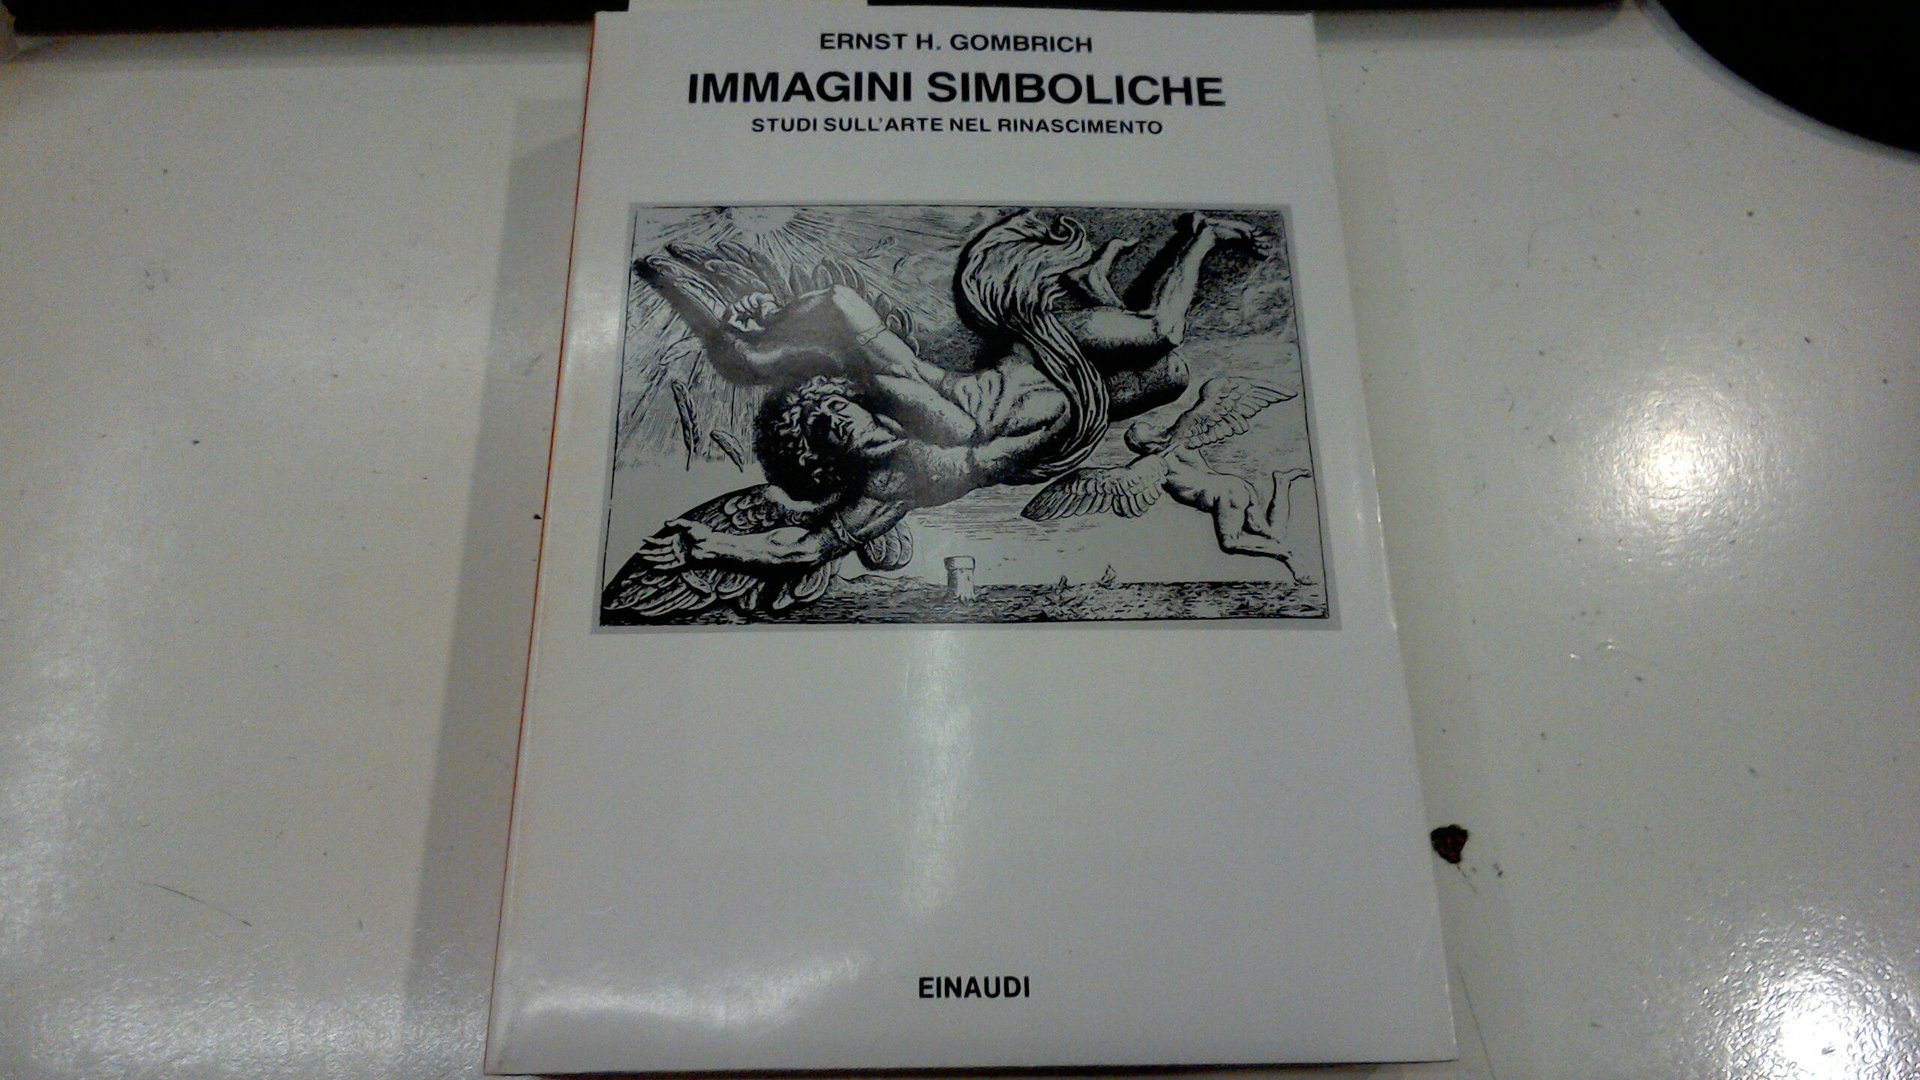 ERNST H. GOMBRICH
IMMAGINI SIMBOLICHE
STUDI SULL'ARTE NEL RINASCIMENTO
EINAUDI